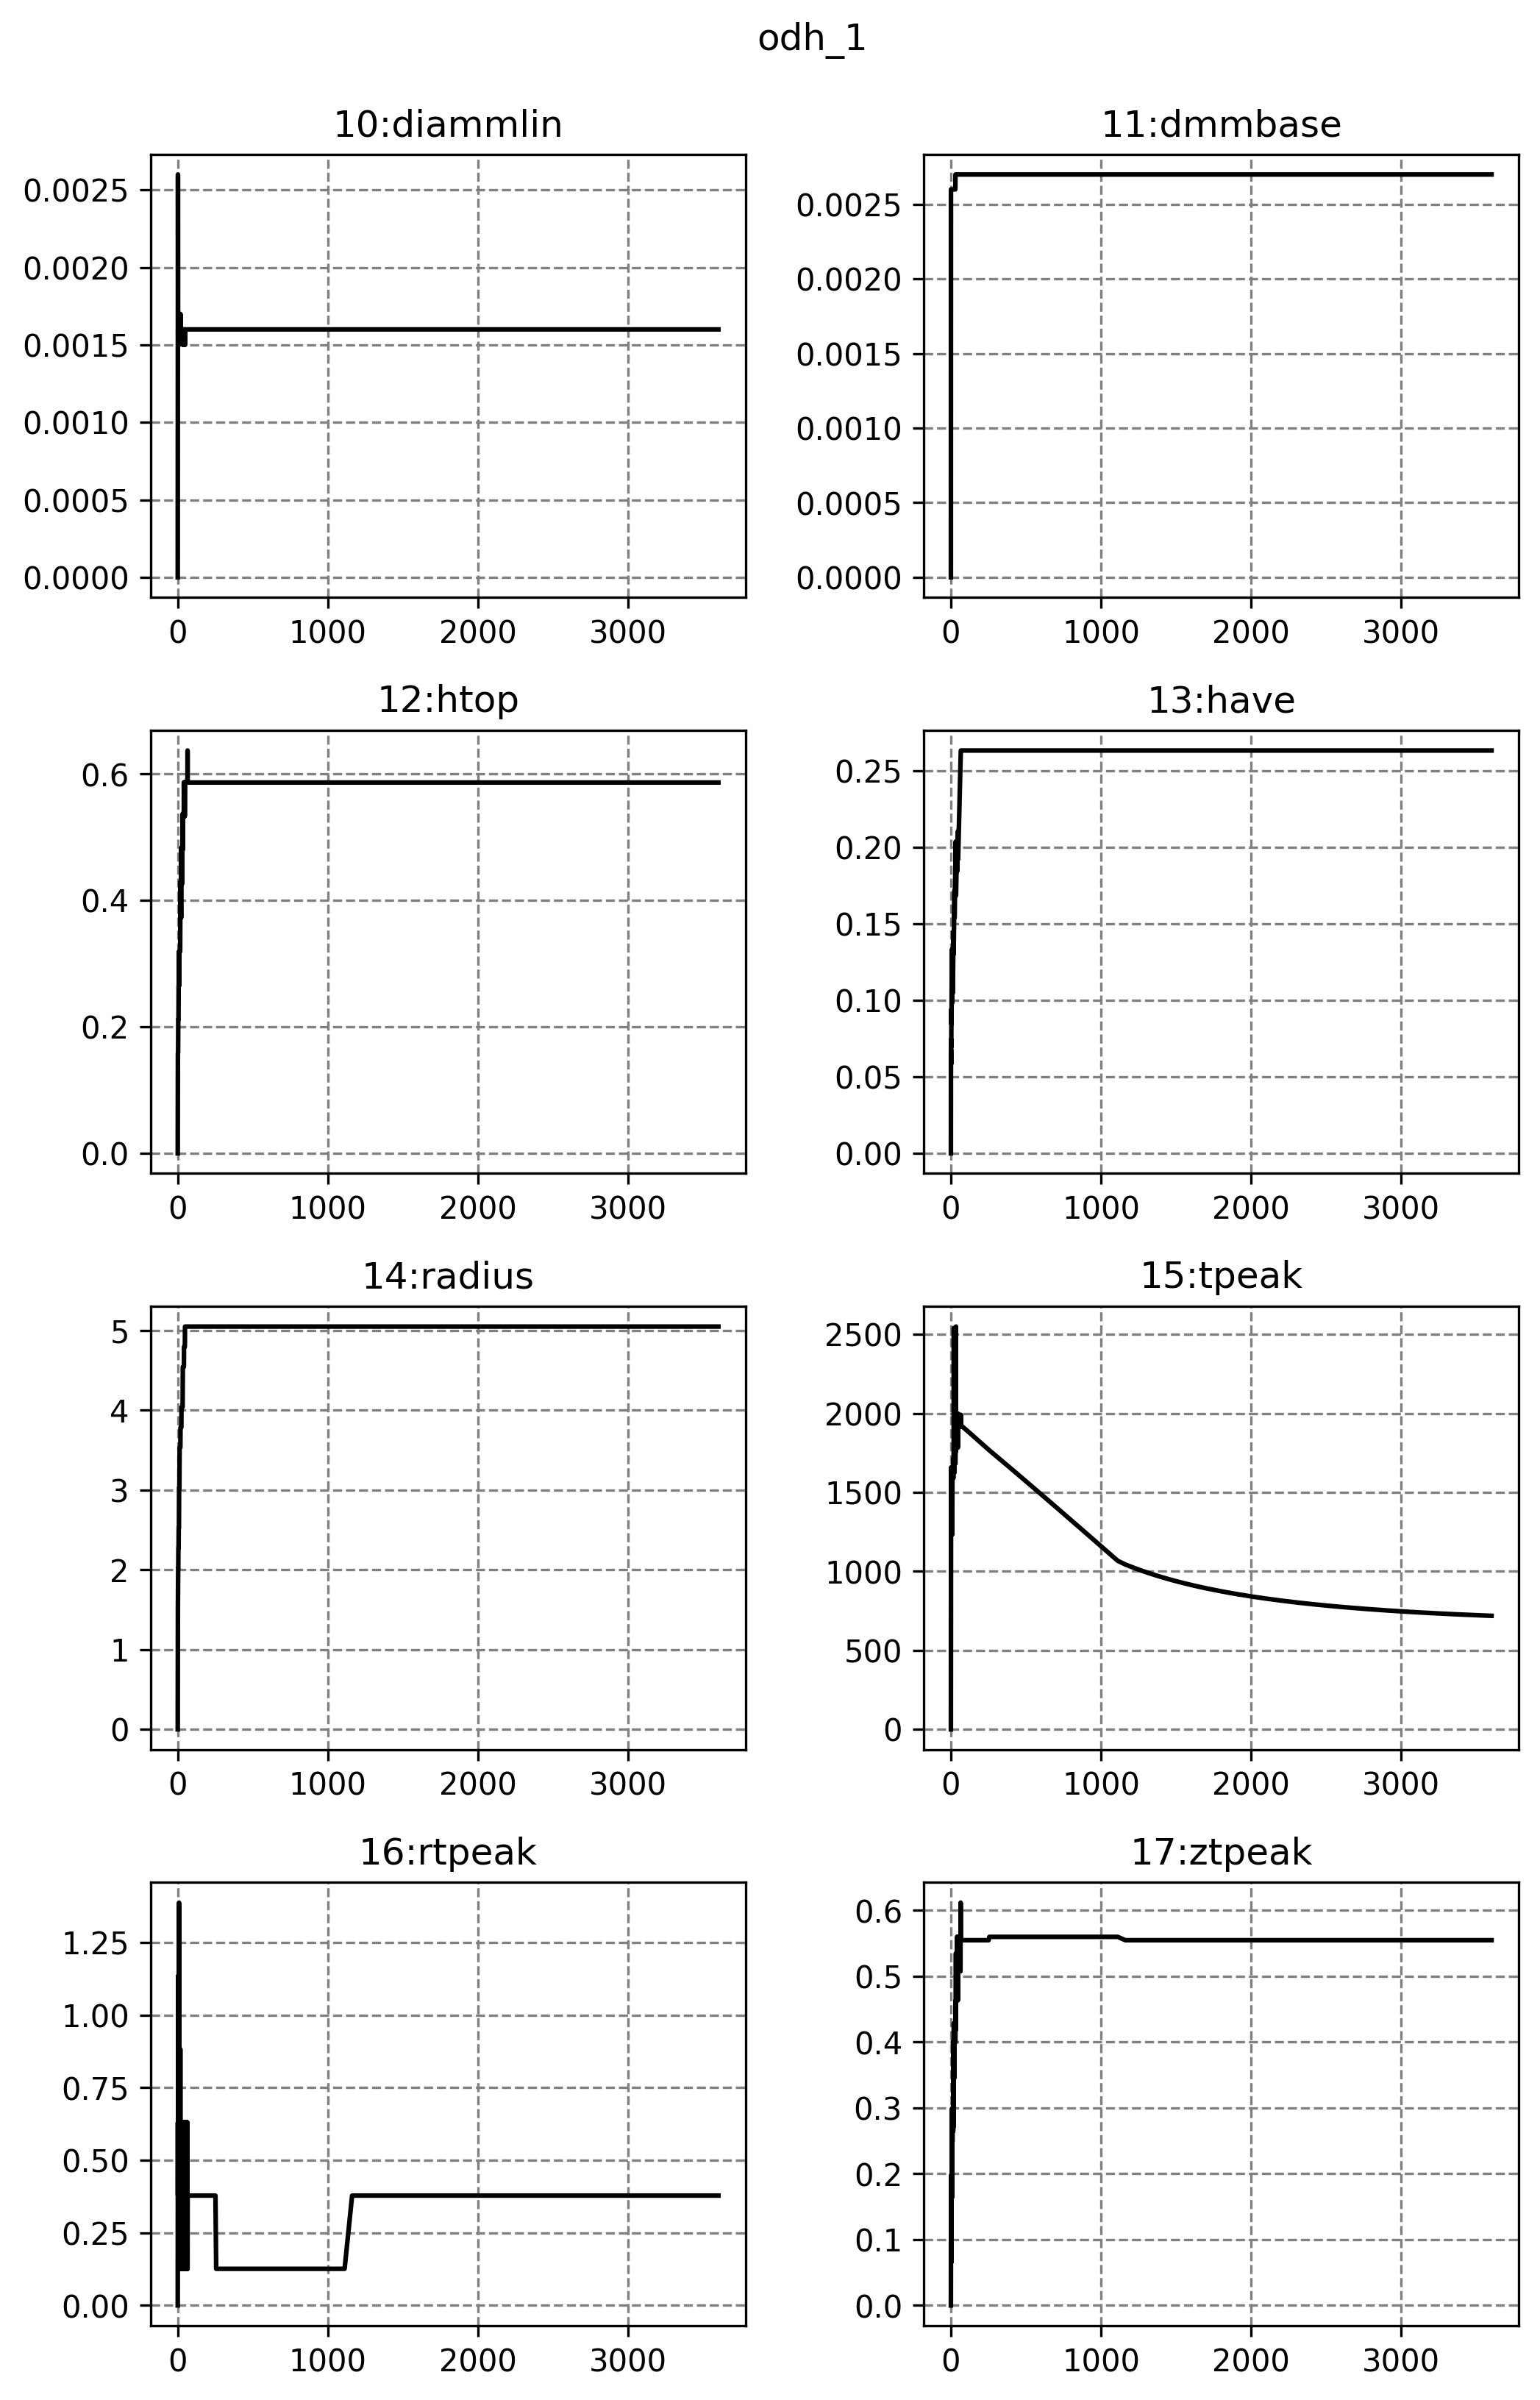 odh_1
10:diammlin
0.0025
0.0020
0.0015
0.0010
0.0005
0.0000
0 1000 2000 3000
11:dmmbase
0.0025
0.0020
0.0015
0.0010
0.0005
0.0000
0 1000 2000 3000
12:htop
0.6
0.4
0.2
0.0
0 1000 2000 3000
13:have
0.25
0.20
0.15
0.10
0.05
0.00
0 1000 2000 3000
14:radius
5
4
3
2
1
0
0 1000 2000 3000
15:tpeak
2500
2000
1500
1000
500
0
0 1000 2000 3000
16:rtpeak
1.25
1.00
0.75
0.50
0.25
0.00
0 1000 2000 3000
17:ztpeak
0.6
0.5
0.4
0.3
0.2
0.1
0.0
0 1000 2000 3000